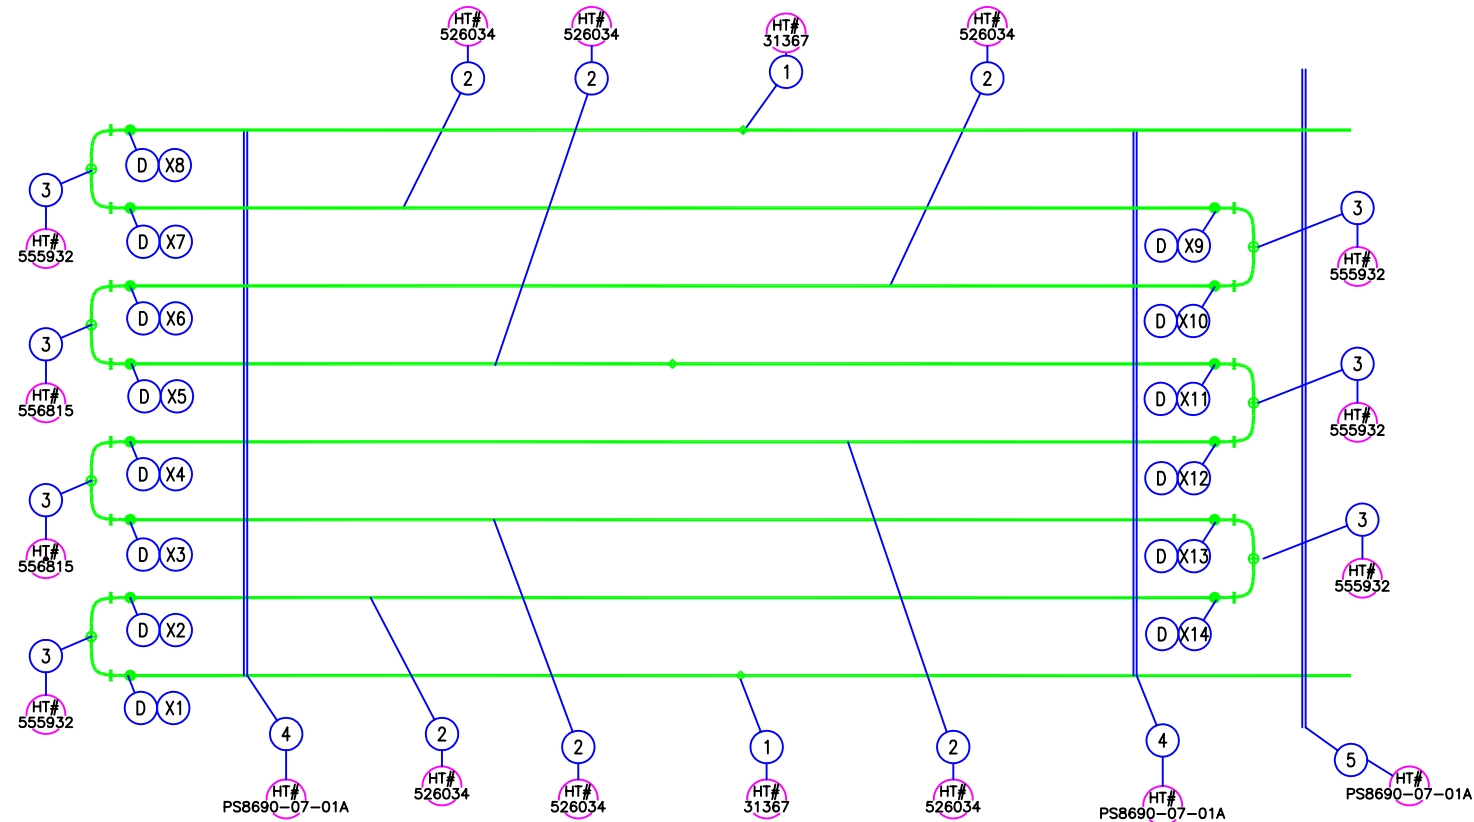 HT#
526034
2
HT#
526034
2
HT#
31367
1
HT#
526034
2
D X8
3
HT#
555932
D X7
D X9
3
HT#
555932
D X6
D X10
3
HT#
556815
D X5
D X11
3
HT#
555932
D X4
D X12
3
HT#
556815
D X3
D X13
3
HT#
555932
D X2
D X14
3
HT#
555932
D X1
4
HT#
PS8690-07-01A
2
HT#
526034
2
HT#
526034
1
HT#
31367
2
HT#
526034
4
HT#
PS8690-07-01A
5
HT#
PS8690-07-01A